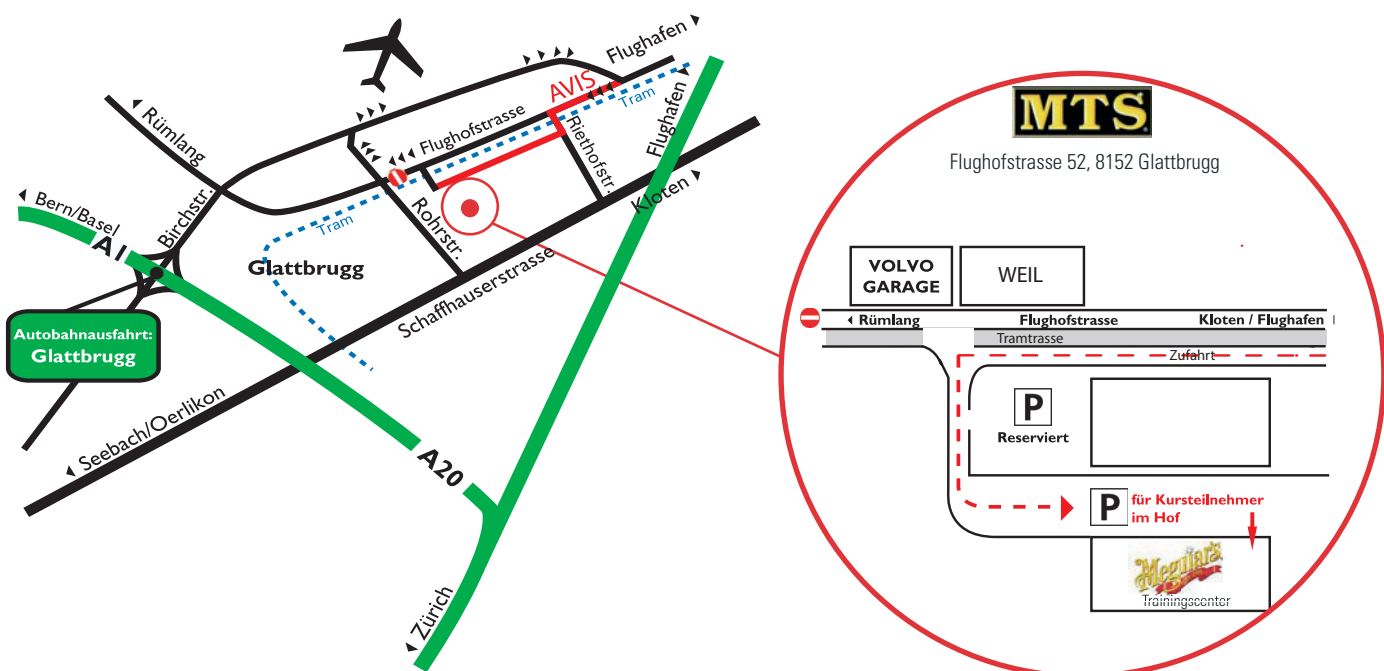 Flughafen
AVIS
Tram
Rümlang
Flughofstrasse
Riethofstr.
Flughafen
Kloten
Bern/Basel
Birchstr.
A1
Tram
Rohrstr.
Glattbrugg
Schaffhauserstrasse
Autobahnausfahrt:
Glattbrugg
Seebach/Oerlikon
A20
Zürich
MTS
Flughofstrasse 52, 8152 Glattbrugg
VOLVO
GARAGE
WEIL
Rümlang
Flughofstrasse
Kloten / Flughafen
Tramtrasse
Zufahrt
P
Reserviert
P
für Kursteilnehmer
im Hof
Meguiar's
Trainingscenter